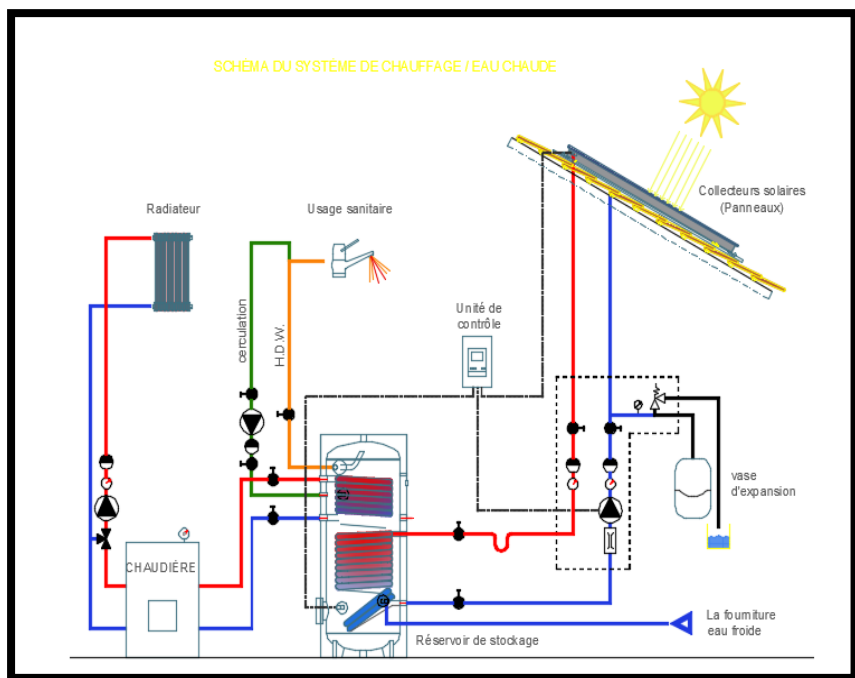 SCHÉMA DU SYSTÈME DE CHAUFFAGE / EAU CHAUDE
Collecteurs solaires
(Panneaux)
Radiateur
Usage sanitaire
Unité de
contrôle
cerculation
H.D.W.
vase
d'expansion
CHAUDIÈRE
La fourniture
eau froide
Réservoir de stockage